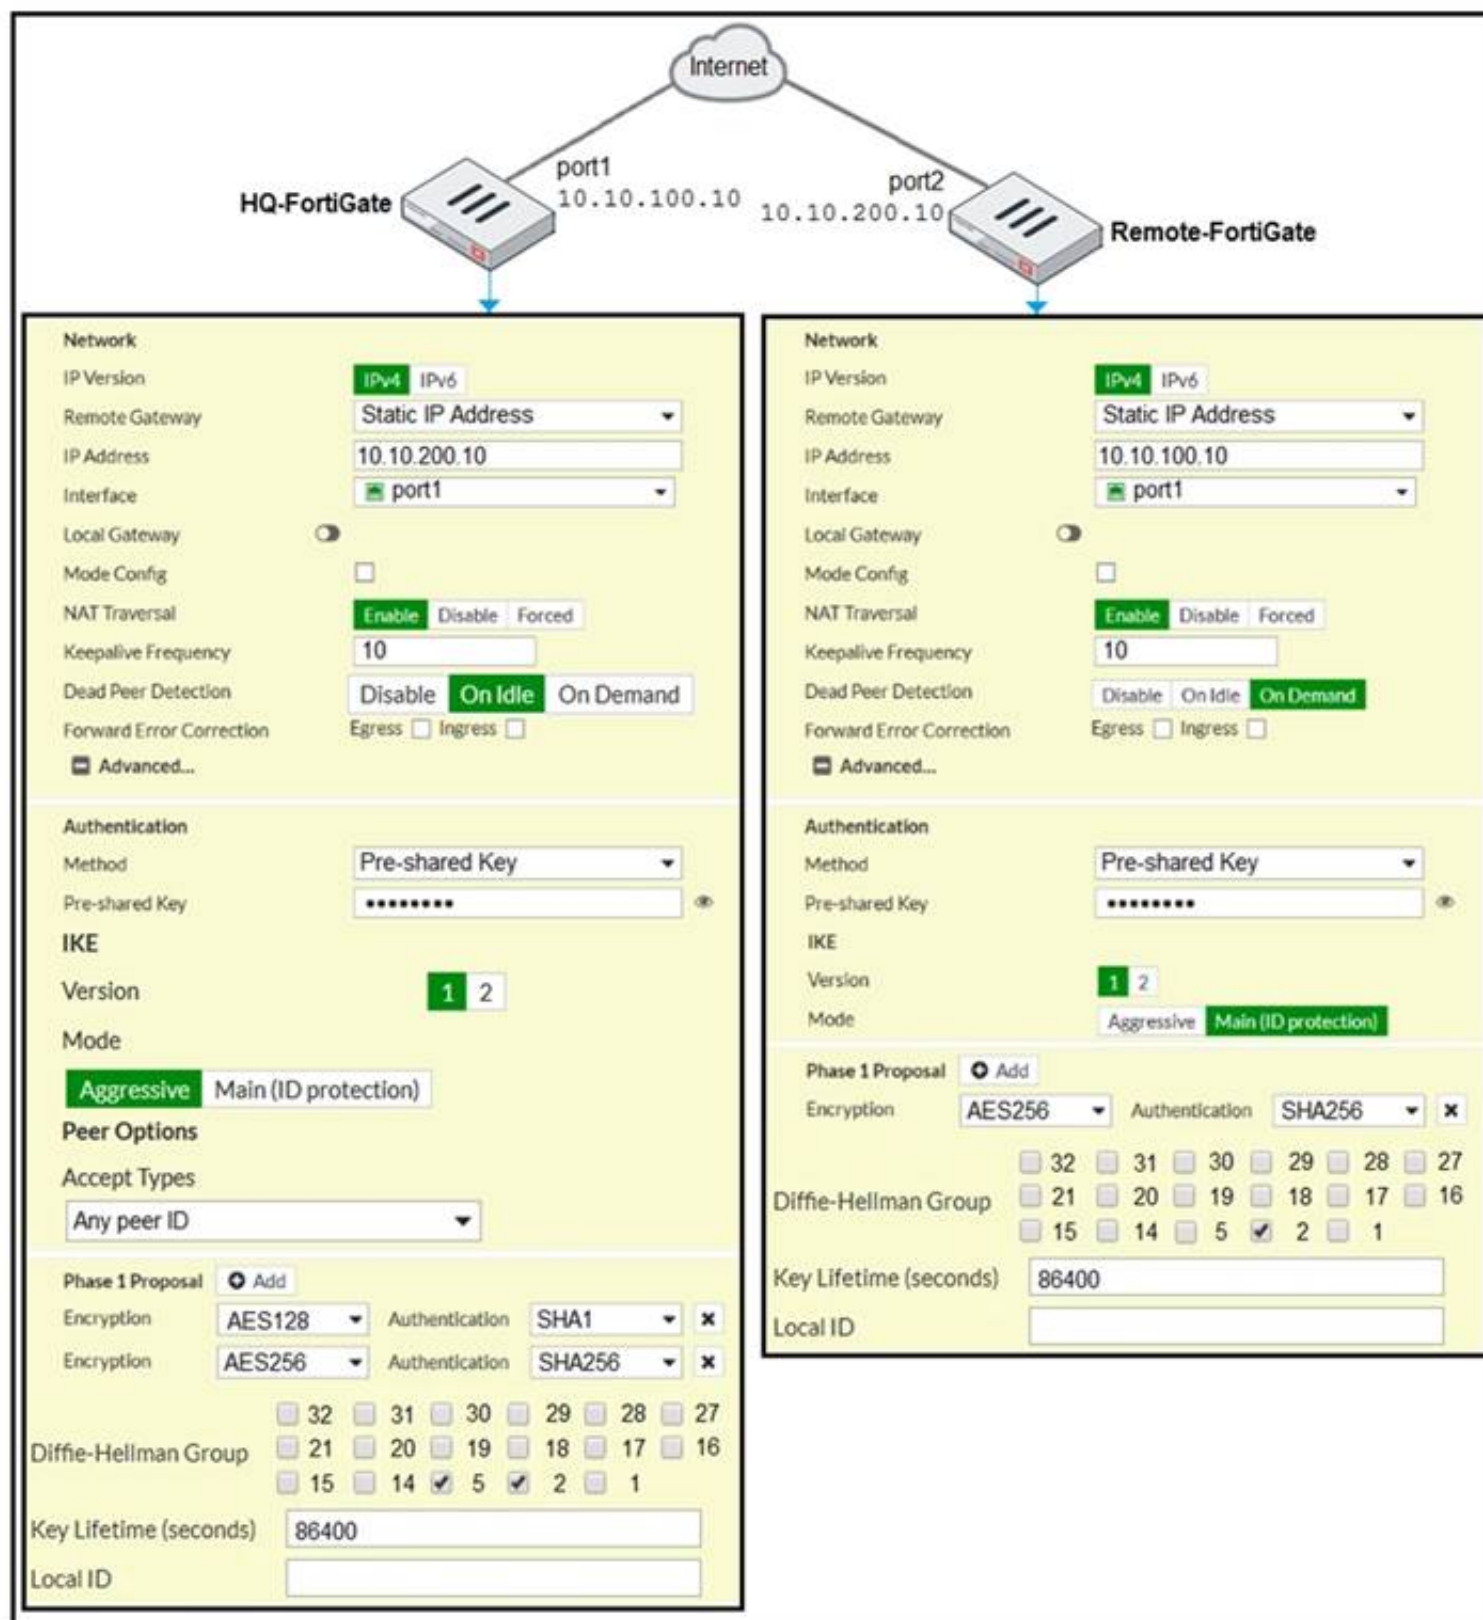 Internet
port1
10.10.100.10
HQ-FortiGate
port2
10.10.200.10
Remote-FortiGate
Network
IP Version IPv4 IPv6
Remote Gateway Static IP Address
IP Address 10.10.200.10
Interface port1
Local Gateway
Mode Config
NAT Traversal Enable Disable Forced
Keepalive Frequency 10
Dead Peer Detection Disable On Idle On Demand
Forward Error Correction Egress Ingress
Advanced...
Authentication
Method Pre-shared Key
Pre-shared Key ••••••••
IKE
Version 1 2
Mode
Aggressive Main (ID protection)
Peer Options
Accept Types
Any peer ID
Phase 1 Proposal Add
Encryption AES128 Authentication SHA1
Encryption AES256 Authentication SHA256
32 31 30 29 28 27
Diffie-Hellman Group 21 20 19 18 17 16
15 14 5 2 1
Key Lifetime (seconds) 86400
Local ID
Network
IP Version IPv4 IPv6
Remote Gateway Static IP Address
IP Address 10.10.100.10
Interface port1
Local Gateway
Mode Config
NAT Traversal Enable Disable Forced
Keepalive Frequency 10
Dead Peer Detection Disable On Idle On Demand
Forward Error Correction Egress Ingress
Advanced...
Authentication
Method Pre-shared Key
Pre-shared Key ••••••••
IKE
Version 1 2
Mode Aggressive Main (ID protection)
Phase 1 Proposal Add
Encryption AES256 Authentication SHA256
32 31 30 29 28 27
Diffie-Hellman Group 21 20 19 18 17 16
15 14 5 2 1
Key Lifetime (seconds) 86400
Local ID